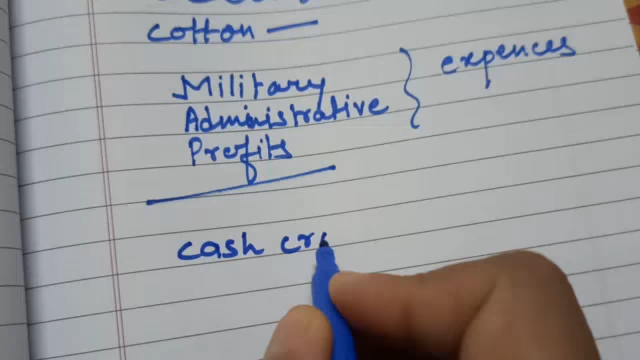 cotton —
Military
Administrative } expences
Profits
cash cr